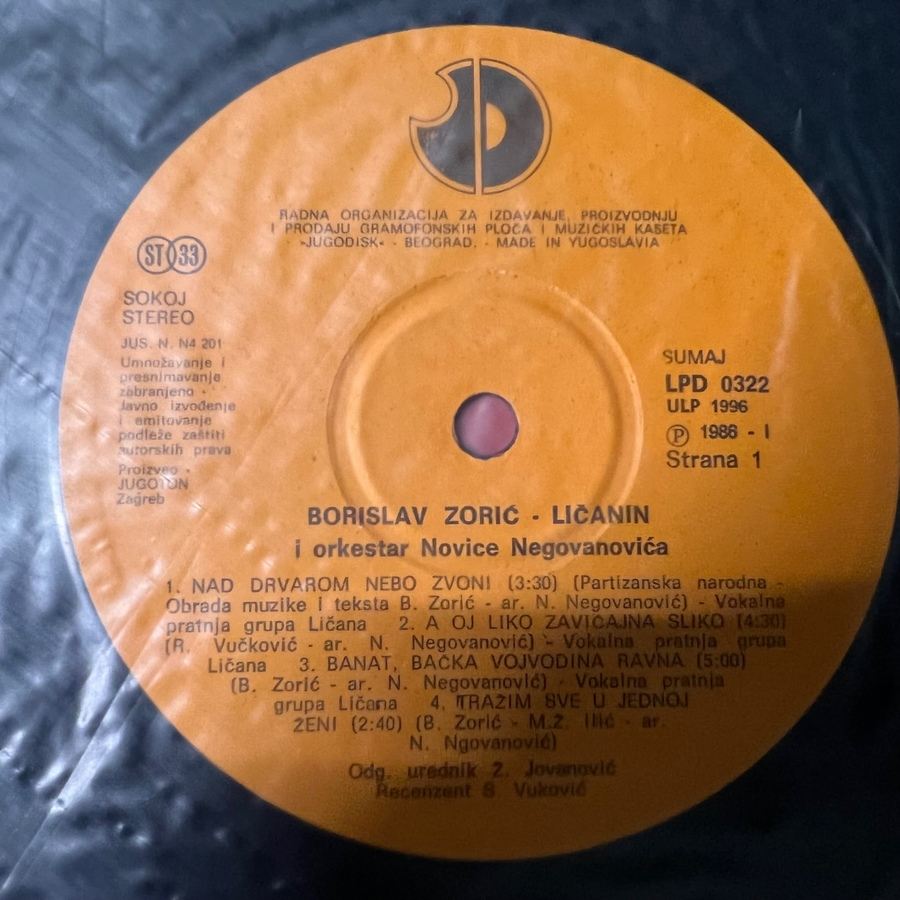 RADNA ORGANIZACIJA ZA IZDAVANJE, PROIZVODNJU
I PRODAJU GRAMOFONSKIH PLOČA I MUZIČKIH KASETA
»JUGODISK« - BEOGRAD. - MADE IN YUGOSLAVIA
ST 33
SOKOJ
STEREO
JUS. N. N4 201
Umnožavanje i
presnimavanje
zabranjeno -
Javno izvođenje
i emitovanje
podleže zaštiti
autorskih prava
Proizveo -
JUGOTON
Zagreb
SUMAJ
LPD 0322
ULP 1996
Ⓟ 1986 - I
Strana 1
BORISLAV ZORIĆ - LIČANIN
i orkestar Novice Negovanovića
1. NAD DRVAROM NEBO ZVONI (3:30) (Partizanska narodna -
Obrada muzike i teksta B. Zorić - ar. N. Negovanović) - Vokalna
pratnja grupa Ličana 2. A OJ LIKO ZAVIČAJNA SLIKO (4:30)
(R. Vučković - ar. N. Negovanović) - Vokalna pratnja grupa
Ličana 3. BANAT, BAČKA VOJVODINA RAVNA (5:00)
(B. Zorić - ar. N. Negovanović) - Vokalna pratnja
grupa Ličana 4. TRAŽIM SVE U JEDNOJ
ŽENI (2:40) (B. Zorić - M.Ž. Ilić - ar.
N. Ngovanović)
Odg. urednik Z. Jovanović
Recenzent S. Vuković